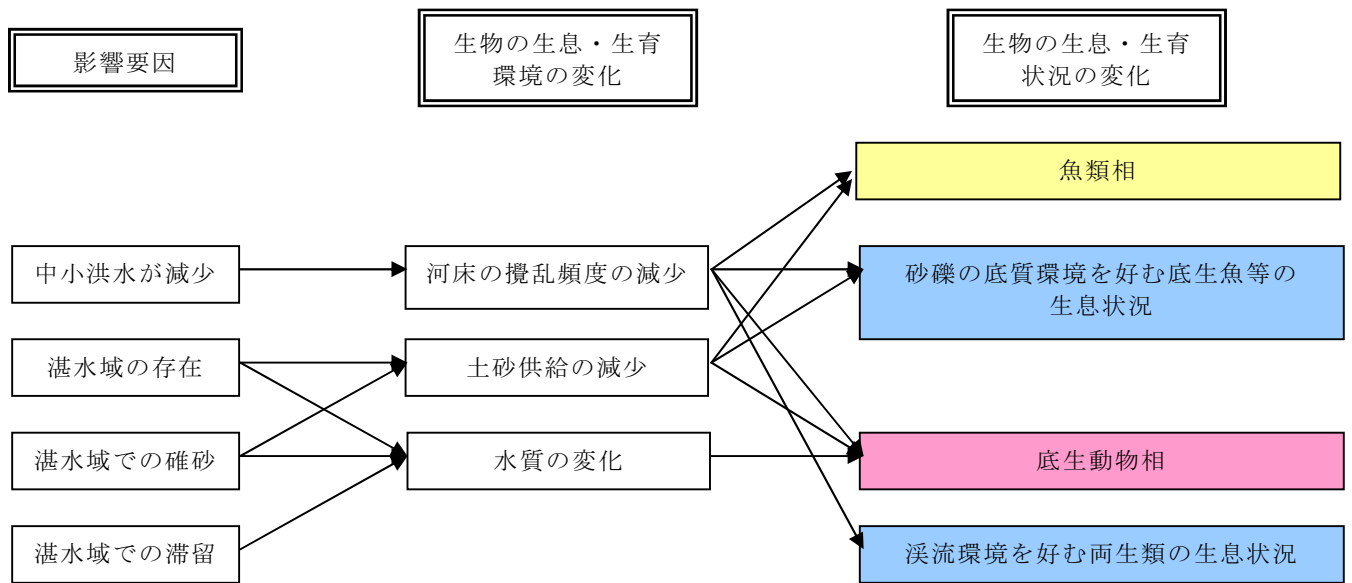 影響要因
生物の生息・生育
環境の変化
生物の生息・生育
状況の変化
魚類相
中小洪水が減少
河床の攪乱頻度の減少
砂礫の底質環境を好む底生魚等の
生息状況
湛水域の存在
土砂供給の減少
湛水域での碓砂
水質の変化
底生動物相
湛水域での滞留
渓流環境を好む両生類の生息状況